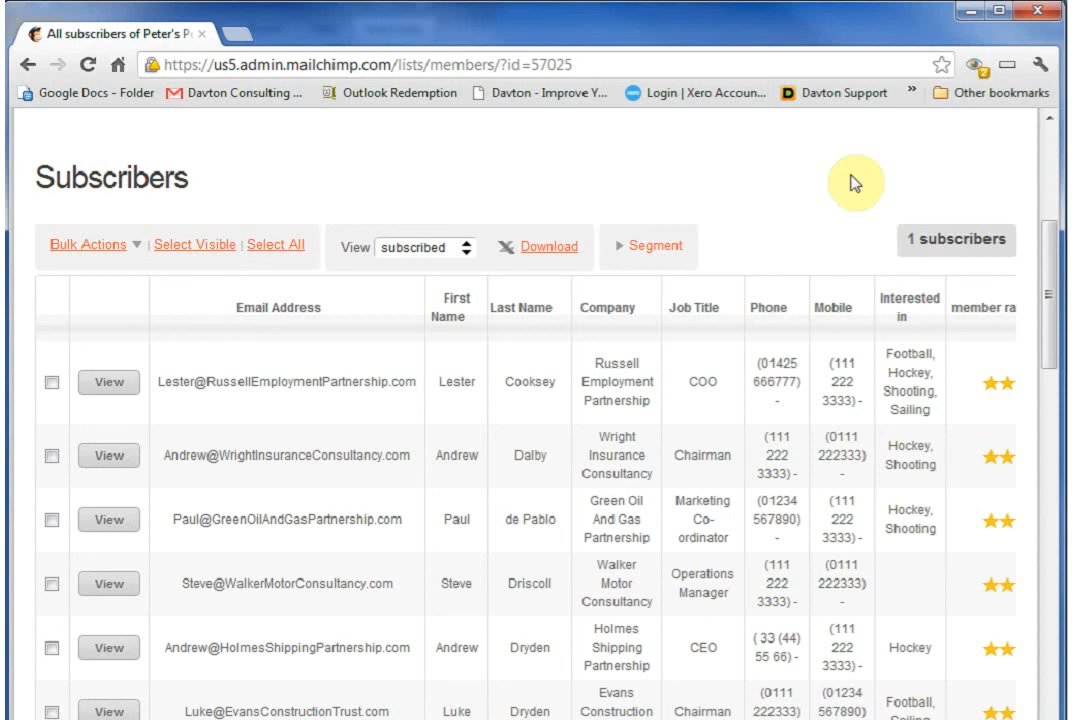 All subscribers of Peter's Po
https://us5.admin.mailchimp.com/lists/members/?id=57025
Google Docs - Folder Davton Consulting ... Outlook Redemption Davton - Improve Y... Login | Xero Accoun... Davton Support » Other bookmarks
Subscribers
Bulk Actions ▼ | Select Visible | Select All View subscribed Download Segment 1 subscribers
Email Address First Name Last Name Company Job Title Phone Mobile Interested in member ra
View Lester@RussellEmploymentPartnership.com Lester Cooksey Russell Employment Partnership COO (01425 666777) - (111 222 3333) - Football, Hockey, Shooting, Sailing
View Andrew@WrightInsuranceConsultancy.com Andrew Dalby Wright Insurance Consultancy Chairman (111 222 3333) - (0111 222333) - Hockey, Shooting
View Paul@GreenOilAndGasPartnership.com Paul de Pablo Green Oil And Gas Partnership Marketing Co-ordinator (01234 567890) - (111 222 3333) - Hockey, Shooting
View Steve@WalkerMotorConsultancy.com Steve Driscoll Walker Motor Consultancy Operations Manager (111 222 3333) - (0111 222333) -
View Andrew@HolmesShippingPartnership.com Andrew Dryden Holmes Shipping Partnership CEO ( 33 (44) 55 66) - (111 222 3333) - Hockey
View Luke@EvansConstructionTrust.com Luke Dryden Evans Construction Chairman (0111 222333) (01234 567890) Football, Sailing